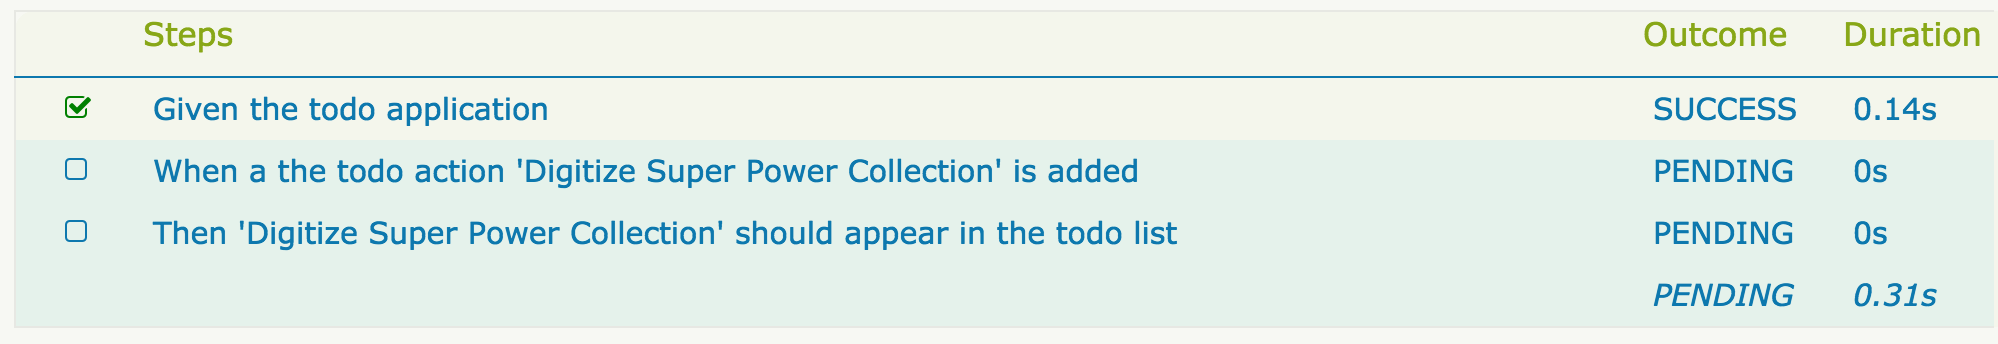 Steps Outcome Duration
Given the todo application SUCCESS 0.14s
When a the todo action 'Digitize Super Power Collection' is added PENDING 0s
Then 'Digitize Super Power Collection' should appear in the todo list PENDING 0s
PENDING 0.31s